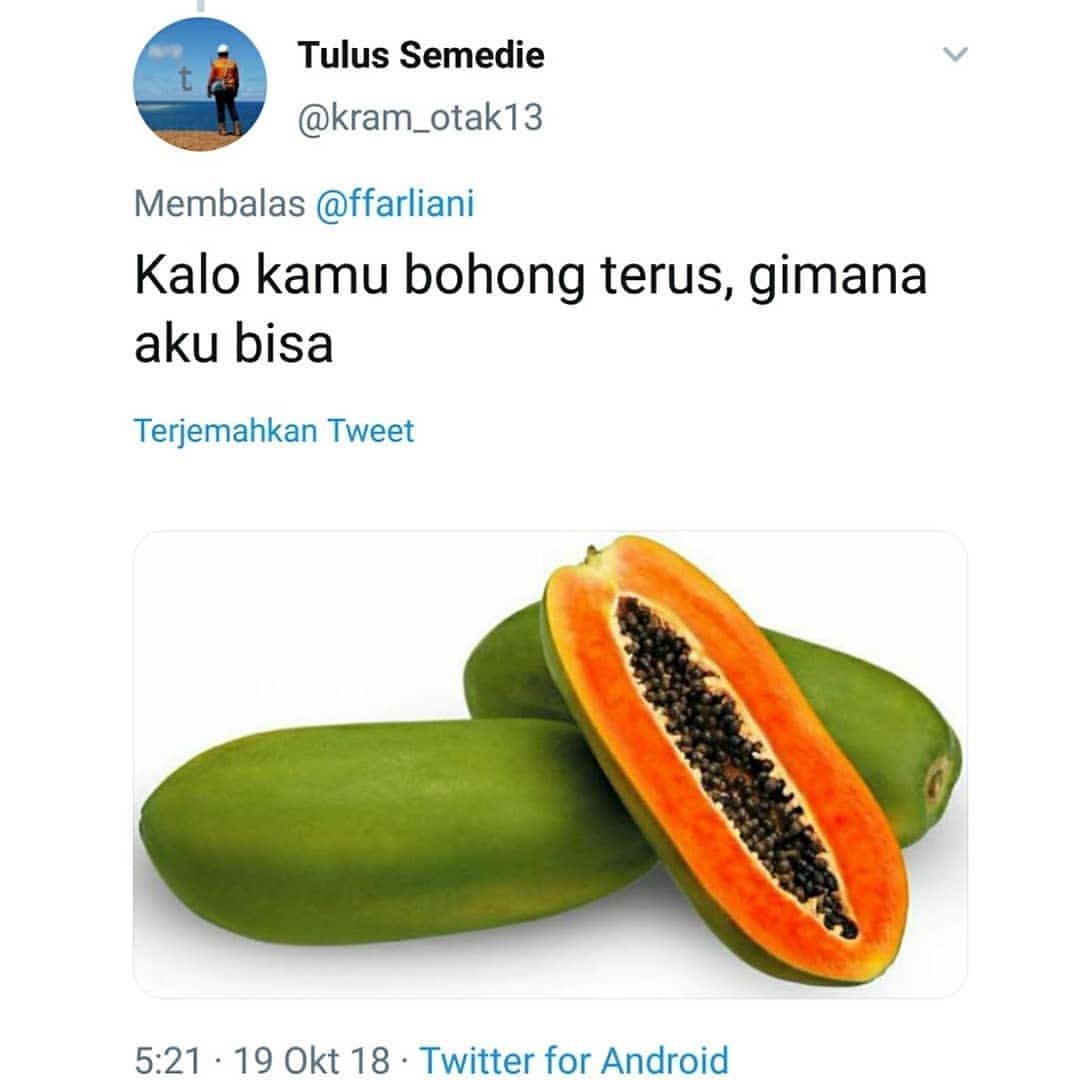 Tulus Semedie
@kram_otak13
Membalas @ffarliani
Kalo kamu bohong terus, gimana
aku bisa
Terjemahkan Tweet
5:21 · 19 Okt 18 · Twitter for Android